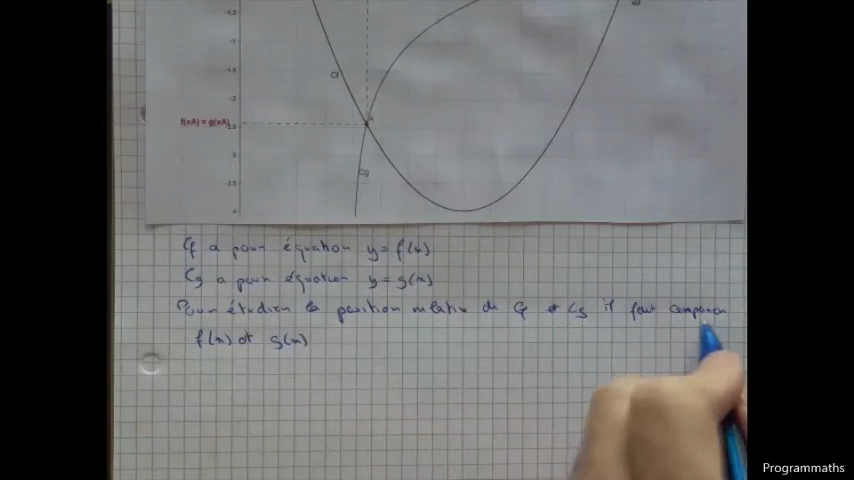 -0,5
-1
-1.5
Cf
-2
f(xA) = g(xA)
A
-2.5
-3
Cg
-3.5
-4
Cf a pour équation y = f(x)
Cg a pour équation y = g(x)
Pour étudier la position relative de Cf et Cg il faut comparer
f(x) et g(x)
Programmaths